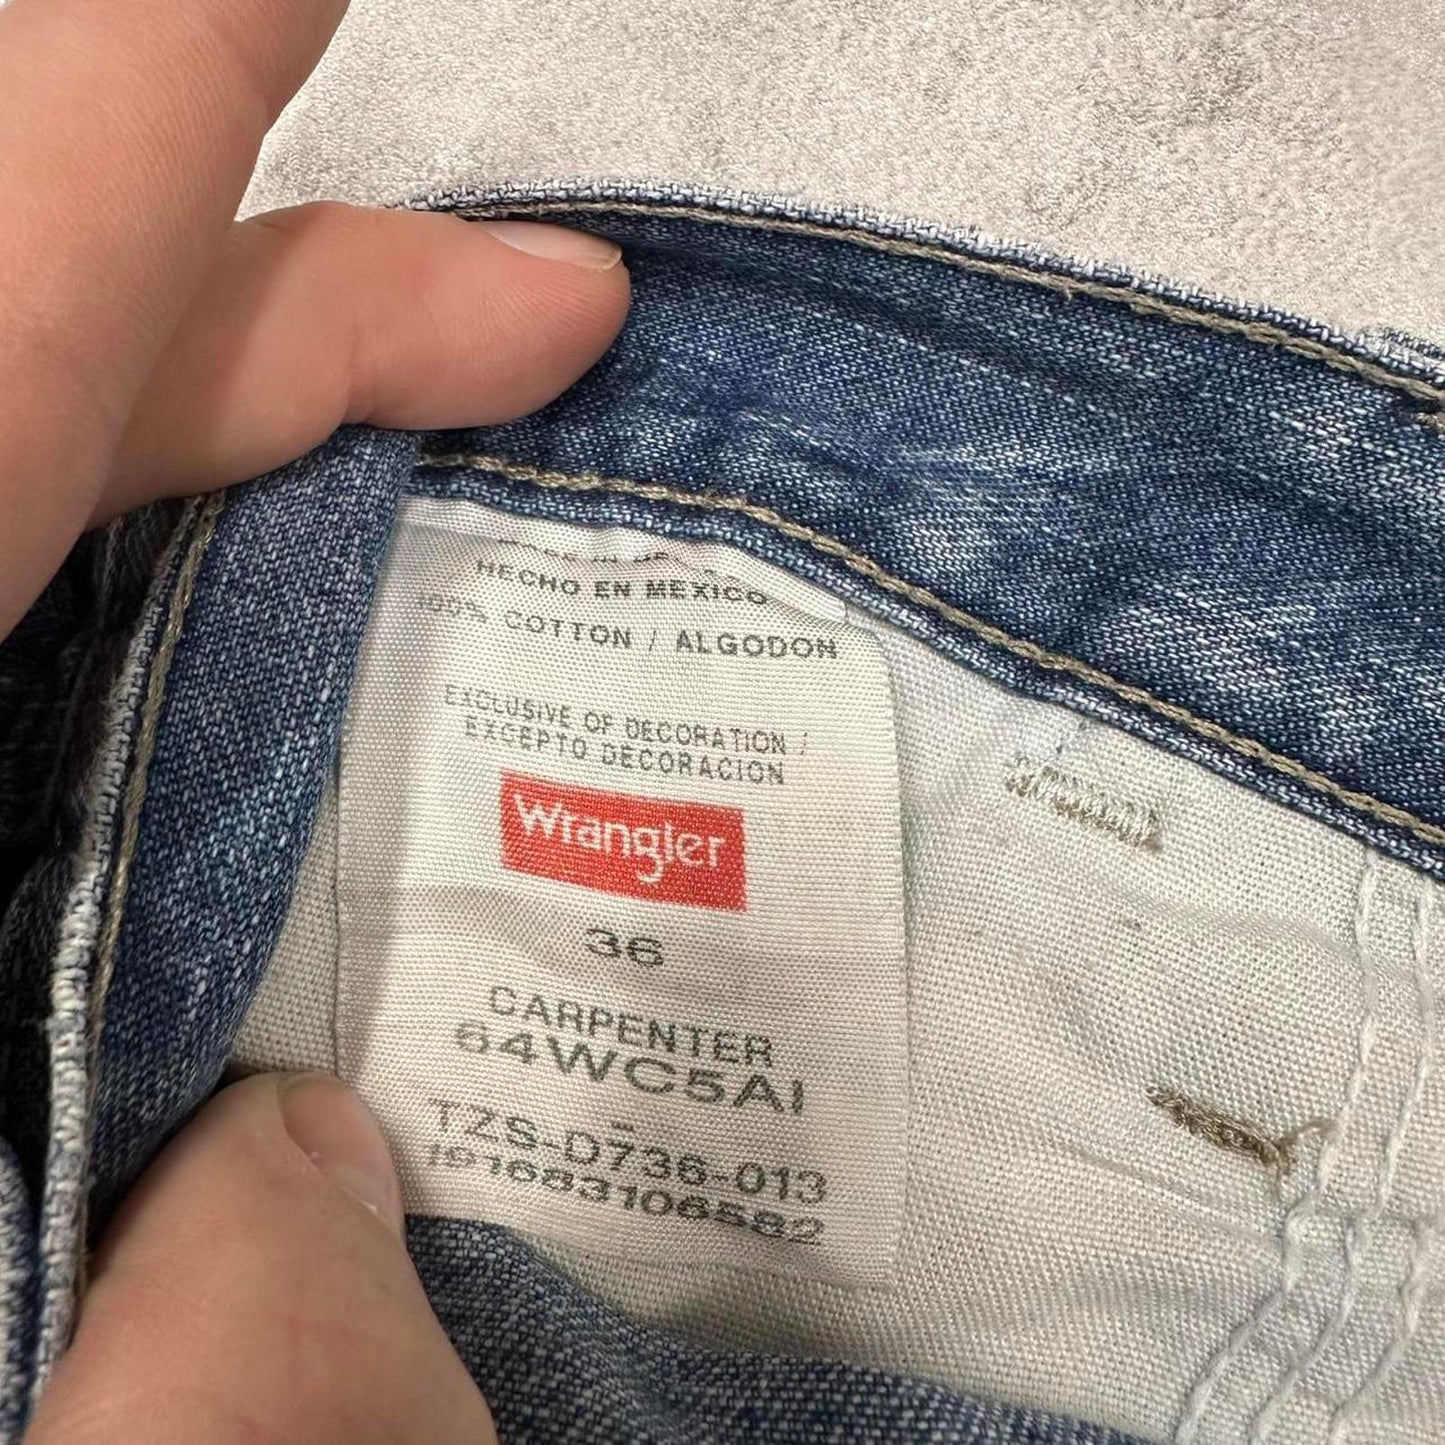 HECHO EN MEXICO
100% COTTON / ALGODON
EXCLUSIVE OF DECORATION /
EXCEPTO DECORACION
Wrangler
36
CARPENTER
64WC5AI
TZS-D736-013